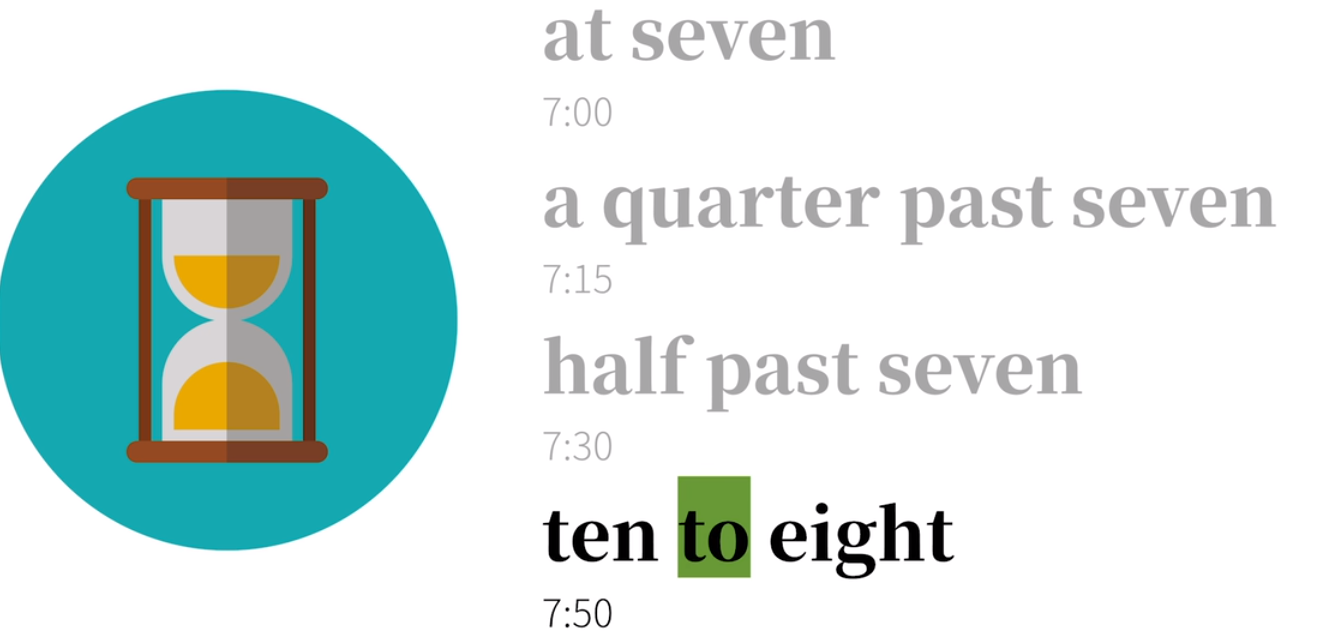 at seven
7:00
a quarter past seven
7:15
half past seven
7:30
ten to eight
7:50